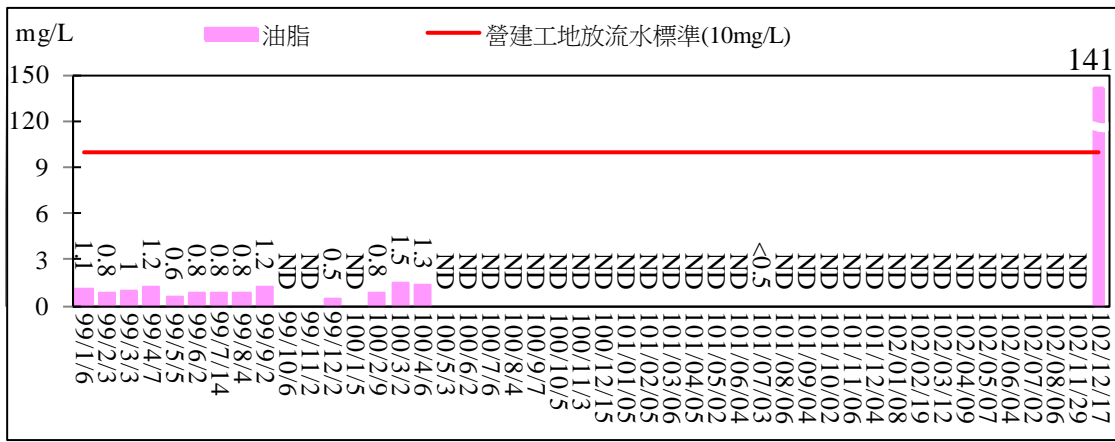 mg/L
油脂
營建工地放流水標準(10mg/L)
141
150
120
9
6
3
0
1.1
0.8
1
1.2
0.6
0.8
0.8
0.8
1.2
ND
ND
0.5
ND
0.8
1.5
1.3
ND
ND
ND
ND
ND
ND
ND
ND
ND
ND
ND
ND
ND
ND
<0.5
ND
ND
ND
ND
ND
ND
ND
ND
ND
ND
ND
ND
ND
ND
99/1/6
99/2/3
99/3/3
99/4/7
99/5/5
99/6/2
99/7/14
99/8/4
99/9/2
99/10/6
99/11/2
99/12/2
100/1/5
100/2/9
100/3/2
100/4/6
100/5/3
100/6/2
100/7/6
100/8/4
100/9/7
100/10/5
100/11/3
100/12/15
101/01/05
101/02/05
101/03/06
101/04/05
101/05/02
101/06/04
101/07/03
101/08/06
101/09/04
101/10/02
101/11/06
101/12/04
102/01/08
102/02/19
102/03/12
102/04/09
102/05/07
102/06/04
102/07/02
102/08/06
102/11/29
102/12/17